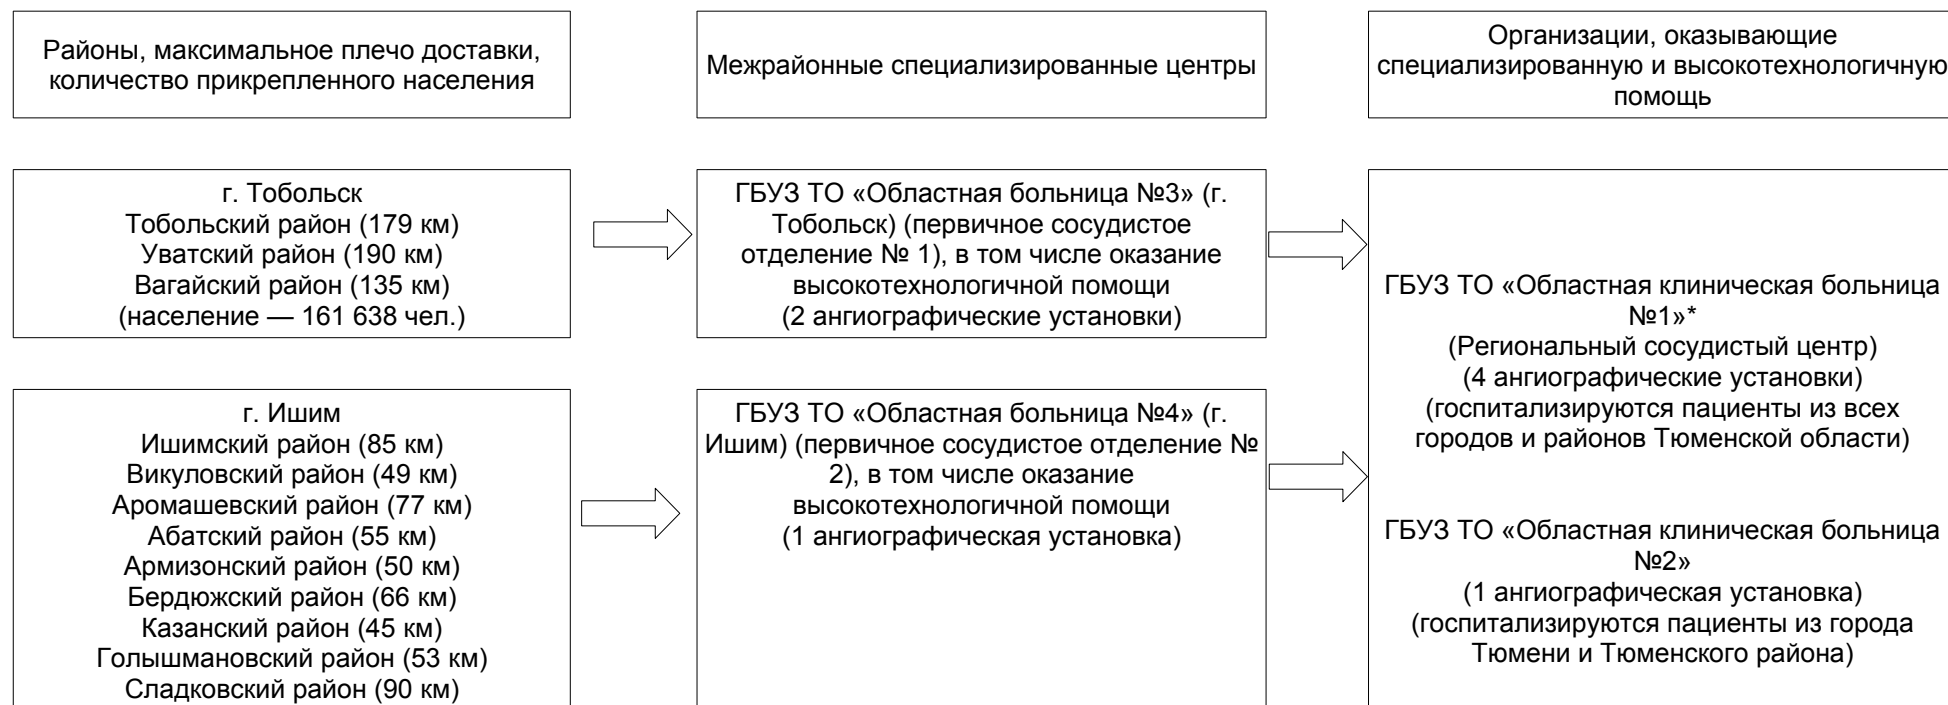 Районы, максимальное плечо доставки,
количество прикрепленного населения
Межрайонные специализированные центры
Организации, оказывающие
специализированную и высокотехнологичную
помощь
г. Тобольск
Тобольский район (179 км)
Уватский район (190 км)
Вагайский район (135 км)
(население — 161 638 чел.)
ГБУЗ ТО «Областная больница №3» (г.
Тобольск) (первичное сосудистое
отделение № 1), в том числе оказание
высокотехнологичной помощи
(2 ангиографические установки)
г. Ишим
Ишимский район (85 км)
Викуловский район (49 км)
Аромашевский район (77 км)
Абатский район (55 км)
Армизонский район (50 км)
Бердюжский район (66 км)
Казанский район (45 км)
Голышмановский район (53 км)
Сладковский район (90 км)
ГБУЗ ТО «Областная больница №4» (г.
Ишим) (первичное сосудистое отделение №
2), в том числе оказание
высокотехнологичной помощи
(1 ангиографическая установка)
ГБУЗ ТО «Областная клиническая больница
№1»*
(Региональный сосудистый центр)
(4 ангиографические установки)
(госпитализируются пациенты из всех
городов и районов Тюменской области)
ГБУЗ ТО «Областная клиническая больница
№2»
(1 ангиографическая установка)
(госпитализируются пациенты из города
Тюмени и Тюменского района)